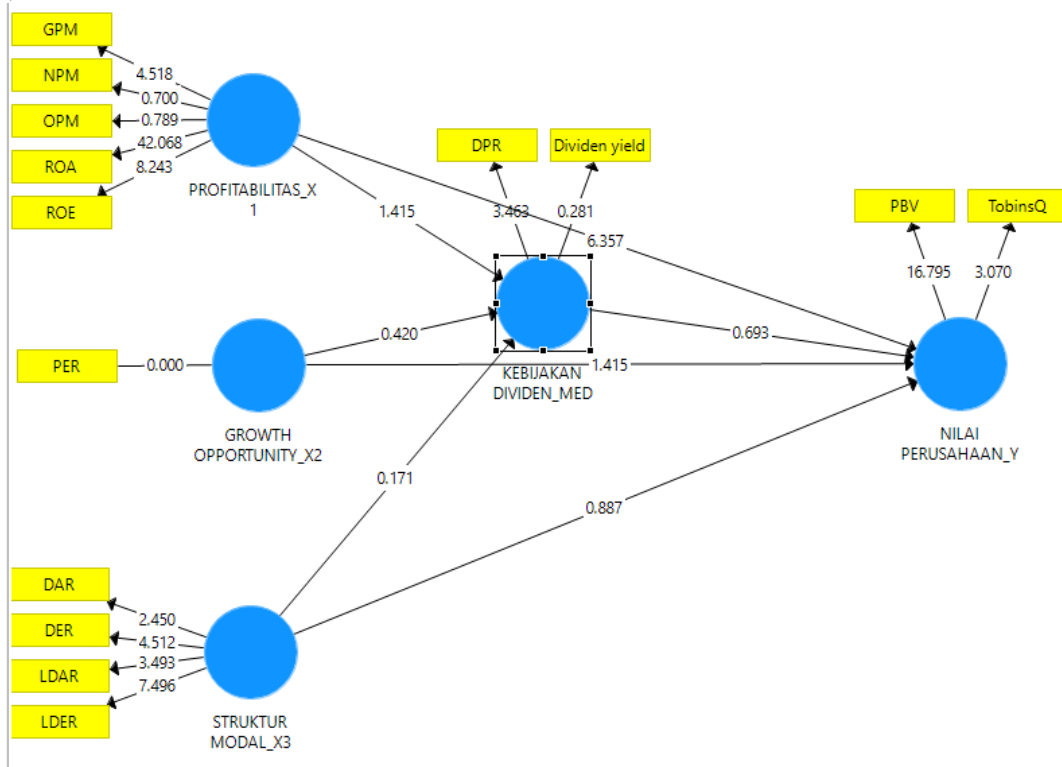 GPM
NPM
OPM
ROA
ROE
4.518
0.700
0.789
42.068
8.243
PROFITABILITAS_X
1
DPR
Dividen yield
3.463
0.281
1.415
6.357
PBV
TobinsQ
16.795
3.070
PER
0.000
0.420
0.693
1.415
KEBIJAKAN
DIVIDEN_MED
GROWTH
OPPORTUNITY_X2
NILAI
PERUSAHAAN_Y
0.171
0.887
DAR
DER
LDAR
LDER
2.450
4.512
3.493
7.496
STRUKTUR
MODAL_X3